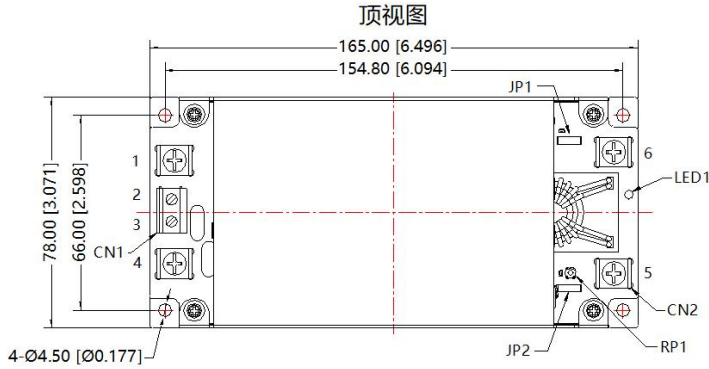 顶视图
165.00 [6.496]
154.80 [6.094]
JP1
78.00 [3.071]
66.00 [2.598]
1
6
2
LED1
3
CN1
4
5
CN2
4-Ø4.50 [Ø0.177]
JP2
RP1